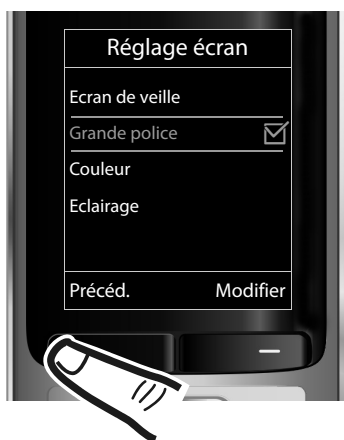 Réglage écran
Ecran de veille
Grande police
Couleur
Eclairage
Précéd. Modifier